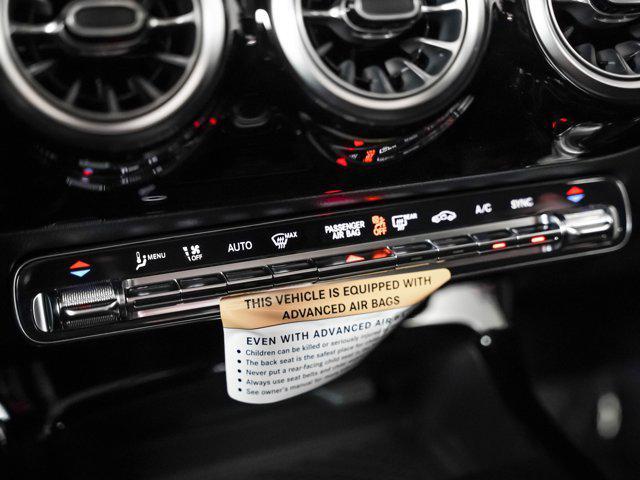 MENU
OFF
AUTO
MAX
PASSENGER
AIR BAG
OFF
REAR
A/C
SYNC
THIS VEHICLE IS EQUIPPED WITH
ADVANCED AIR BAGS
EVEN WITH ADVANCED AIR
• Children can be killed or seriously
• The back seat is the safest place for
• Never put a rear-facing child seat
• Always use seat belts and
• See owner's manual for